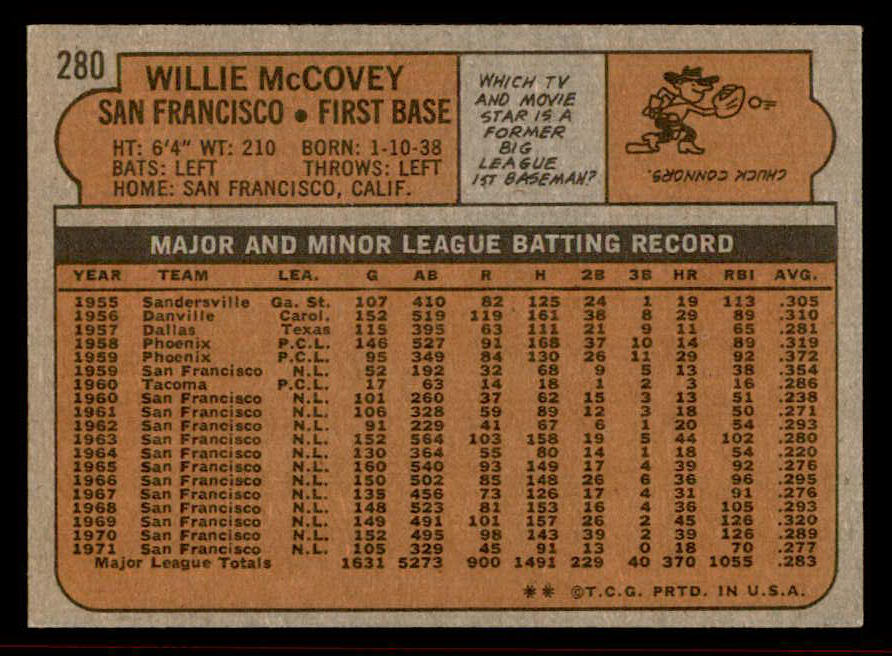 280
WILLIE McCOVEY
SAN FRANCISCO • FIRST BASE
HT: 6'4" WT: 210 BORN: 1-10-38
BATS: LEFT THROWS: LEFT
HOME: SAN FRANCISCO, CALIF.
WHICH TV
AND MOVIE
STAR IS A
FORMER
BIG
LEAGUE
1ST BASEMAN?
CHUCK CONNORS.
MAJOR AND MINOR LEAGUE BATTING RECORD
YEAR TEAM LEA. G AB R H 2B 3B HR RBI AVG.
1955 Sandersville Ga. St. 107 410 82 125 24 1 19 113 .305
1956 Danville Carol. 152 519 119 161 38 8 29 89 .310
1957 Dallas Texas 115 395 63 111 21 9 11 65 .281
1958 Phoenix P.C.L. 146 527 91 168 37 10 14 89 .319
1959 Phoenix P.C.L. 95 349 84 130 26 11 29 92 .372
1959 San Francisco N.L. 52 192 32 68 9 5 13 38 .354
1960 Tacoma P.C.L. 17 63 14 18 1 2 3 16 .286
1960 San Francisco N.L. 101 260 37 62 15 3 13 51 .238
1961 San Francisco N.L. 106 328 59 89 12 3 18 50 .271
1962 San Francisco N.L. 91 229 41 67 6 1 20 54 .293
1963 San Francisco N.L. 152 564 103 158 19 5 44 102 .280
1964 San Francisco N.L. 130 364 55 80 14 1 18 54 .220
1965 San Francisco N.L. 160 540 93 149 17 4 39 92 .276
1966 San Francisco N.L. 150 502 85 148 26 6 36 96 .295
1967 San Francisco N.L. 135 456 73 126 17 4 31 91 .276
1968 San Francisco N.L. 148 523 81 153 16 4 36 105 .293
1969 San Francisco N.L. 149 491 101 157 26 2 45 126 .320
1970 San Francisco N.L. 152 495 98 143 39 2 39 126 .289
1971 San Francisco N.L. 105 329 45 91 13 0 18 70 .277
Major League Totals 1631 5273 900 1491 229 40 370 1055 .283
** ©T.C.G. PRTD. IN U.S.A.